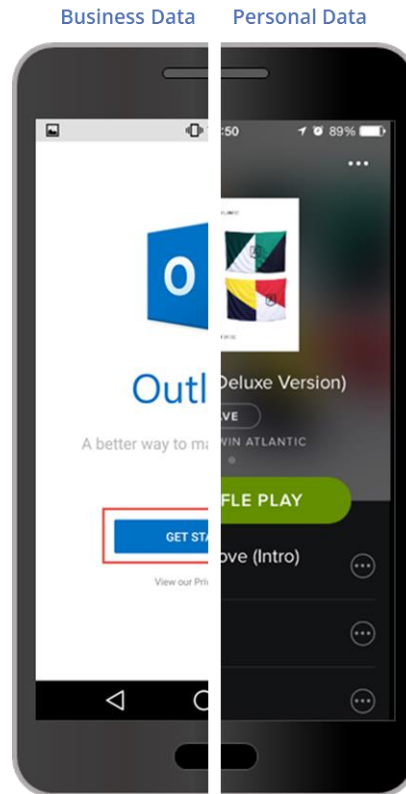 Business Data
Personal Data
:50
89%
O
Outl
A better way to ma
GET STA
View our Priv
Deluxe Version)
VE
WIN ATLANTIC
FLE PLAY
ove (Intro)